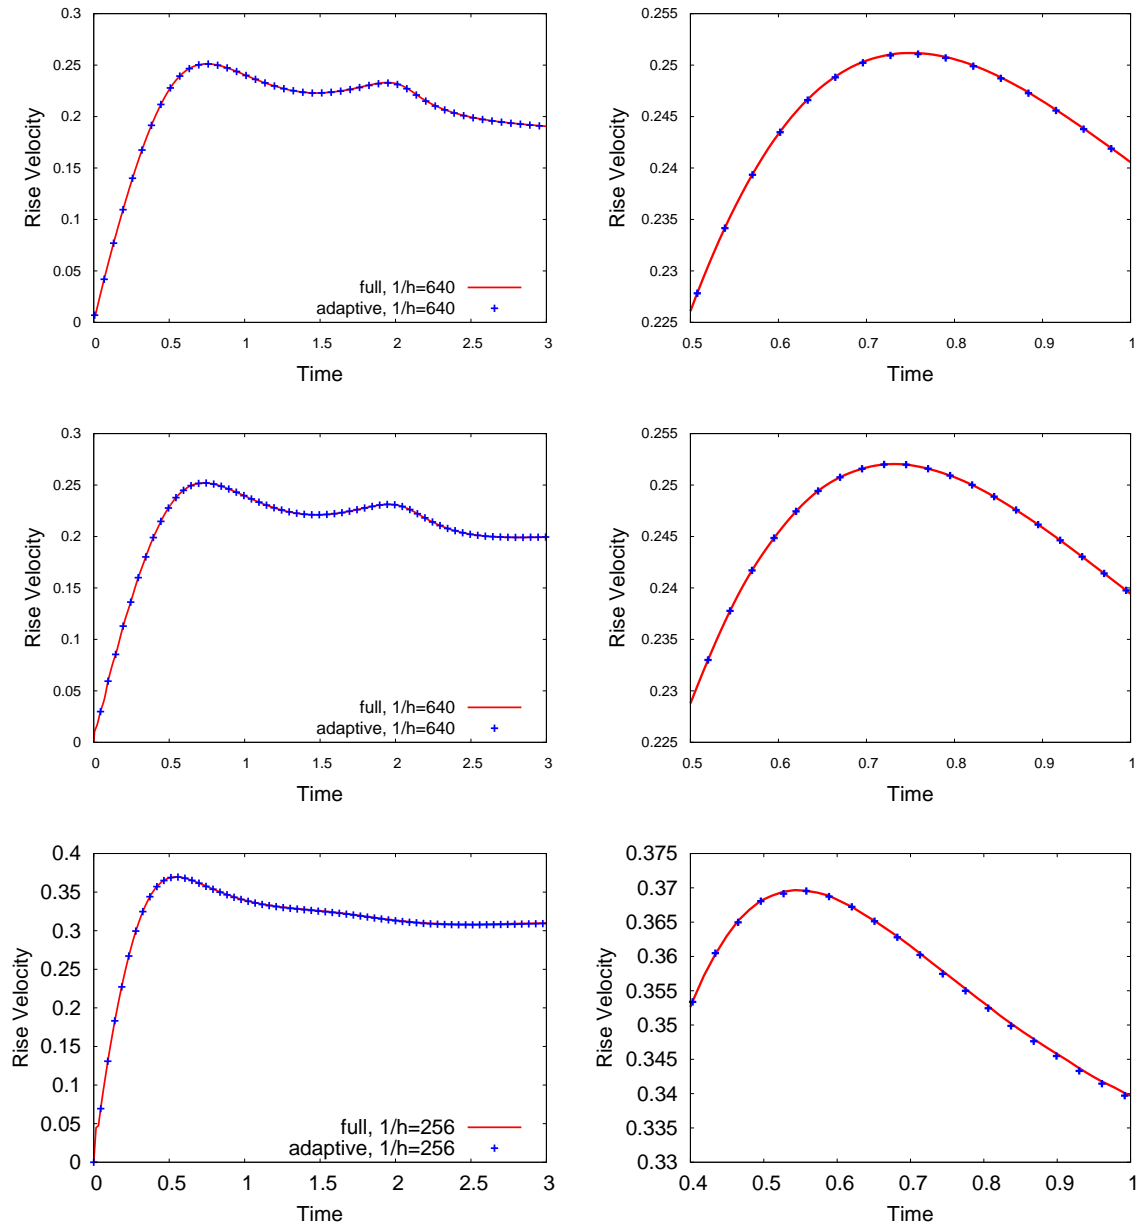 0.3
0.25
0.2
0.15
0.1
0.05
0
0 0.5 1 1.5 2 2.5 3
Rise Velocity
Time
full, 1/h=640
adaptive, 1/h=640
0.255
0.25
0.245
0.24
0.235
0.23
0.225
0.5 0.6 0.7 0.8 0.9 1
Rise Velocity
Time
0.3
0.25
0.2
0.15
0.1
0.05
0
0 0.5 1 1.5 2 2.5 3
Rise Velocity
Time
full, 1/h=640
adaptive, 1/h=640
0.255
0.25
0.245
0.24
0.235
0.23
0.225
0.5 0.6 0.7 0.8 0.9 1
Rise Velocity
Time
0.4
0.35
0.3
0.25
0.2
0.15
0.1
0.05
0
0 0.5 1 1.5 2 2.5 3
Rise Velocity
Time
full, 1/h=256
adaptive, 1/h=256
0.375
0.37
0.365
0.36
0.355
0.35
0.345
0.34
0.335
0.33
0.4 0.5 0.6 0.7 0.8 0.9 1
Rise Velocity
Time